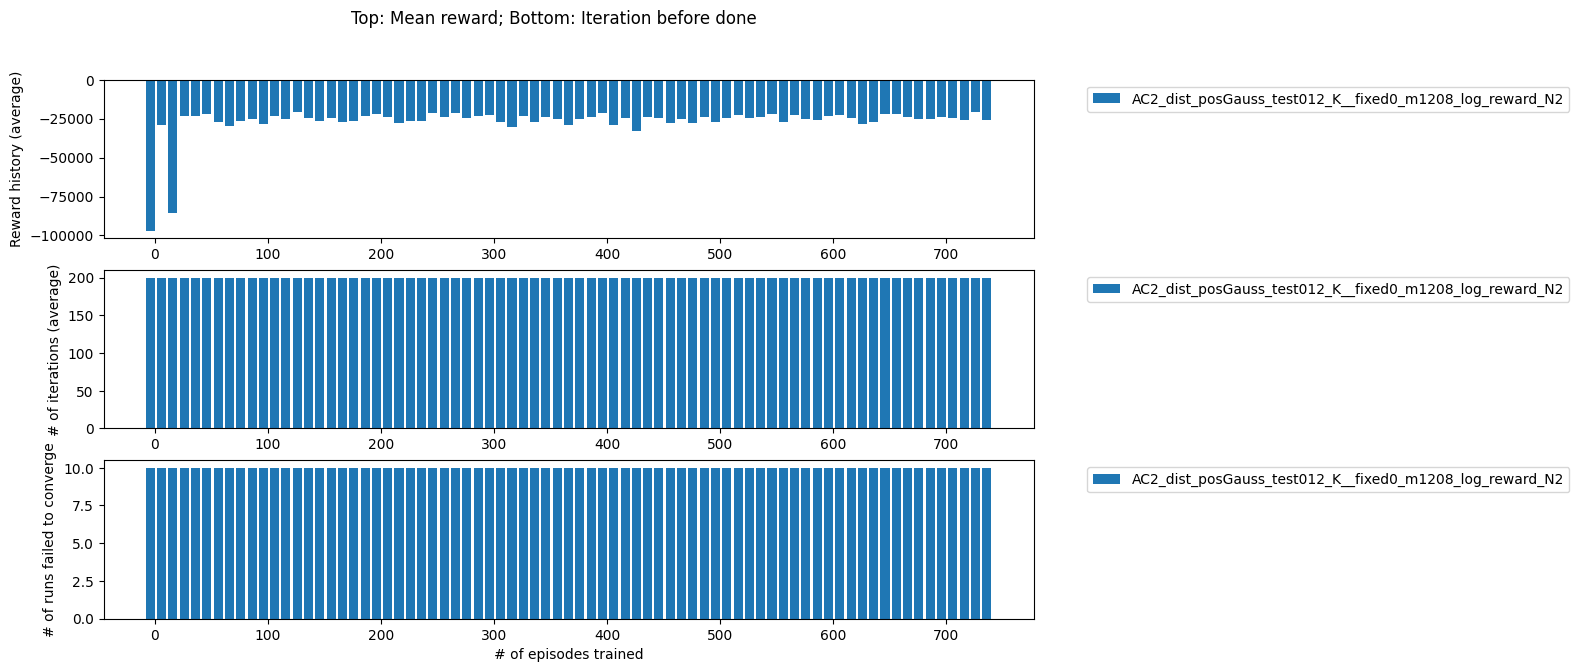 Top: Mean reward; Bottom: Iteration before done
Reward history (average)
0
−25000
−50000
−75000
−100000
0 100 200 300 400 500 600 700
AC2_dist_posGauss_test012_K__fixed0_m1208_log_reward_N2
# of iterations (average)
200
150
100
50
0
0 100 200 300 400 500 600 700
AC2_dist_posGauss_test012_K__fixed0_m1208_log_reward_N2
# of runs failed to converge
10.0
7.5
5.0
2.5
0.0
0 100 200 300 400 500 600 700
# of episodes trained
AC2_dist_posGauss_test012_K__fixed0_m1208_log_reward_N2